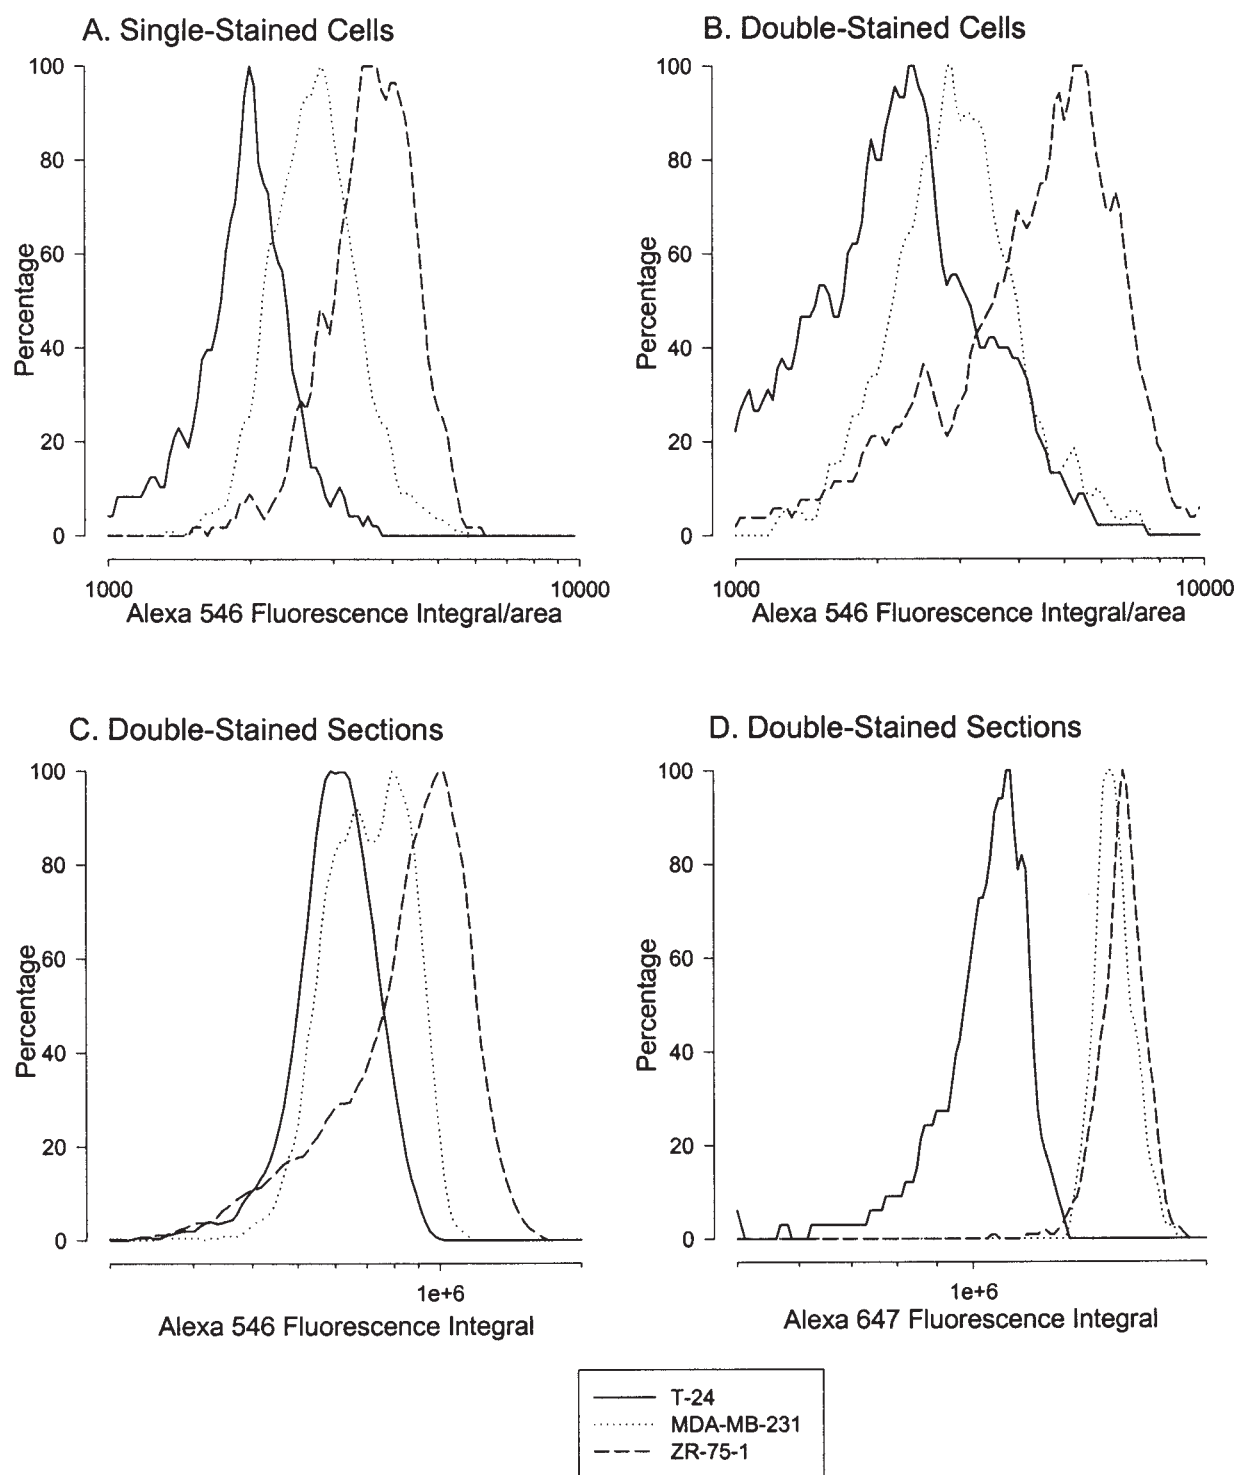 A. Single-Stained Cells
100
80
60
40
20
0
Percentage
1000
10000
Alexa 546 Fluorescence Integral/area
B. Double-Stained Cells
100
80
60
40
20
0
Percentage
1000
10000
Alexa 546 Fluorescence Integral/area
C. Double-Stained Sections
100
80
60
40
20
0
Percentage
1e+6
Alexa 546 Fluorescence Integral
D. Double-Stained Sections
100
80
60
40
20
0
Percentage
1e+6
Alexa 647 Fluorescence Integral
T-24
MDA-MB-231
ZR-75-1